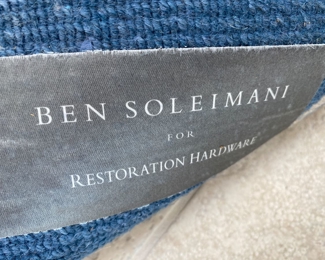 BEN SOLEIMANI
FOR
RESTORATION HARDWARE